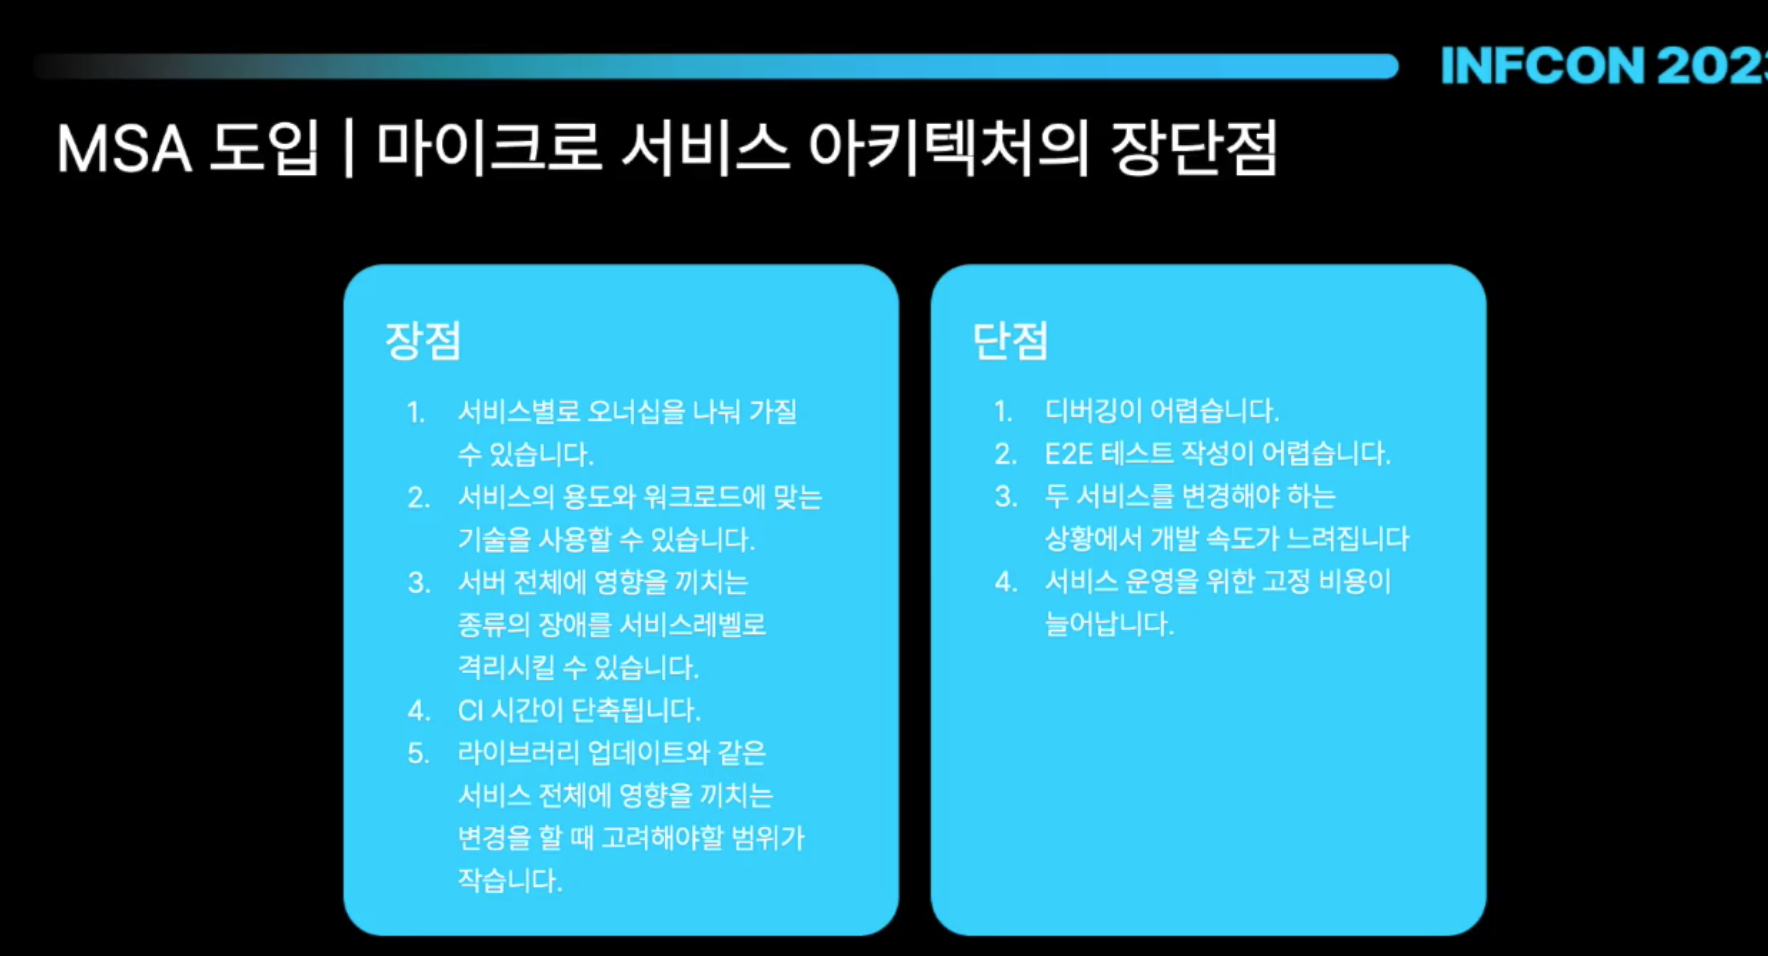 INFCON 2023
MSA 도입 | 마이크로 서비스 아키텍처의 장단점
장점
1. 서비스별로 오너십을 나눠 가질
수 있습니다.
2. 서비스의 용도와 워크로드에 맞는
기술을 사용할 수 있습니다.
3. 서버 전체에 영향을 끼치는
종류의 장애를 서비스레벨로
격리시킬 수 있습니다.
4. CI 시간이 단축됩니다.
5. 라이브러리 업데이트와 같은
서비스 전체에 영향을 끼치는
변경을 할 때 고려해야할 범위가
작습니다.
단점
1. 디버깅이 어렵습니다.
2. E2E 테스트 작성이 어렵습니다.
3. 두 서비스를 변경해야 하는
상황에서 개발 속도가 느려집니다
4. 서비스 운영을 위한 고정 비용이
늘어납니다.